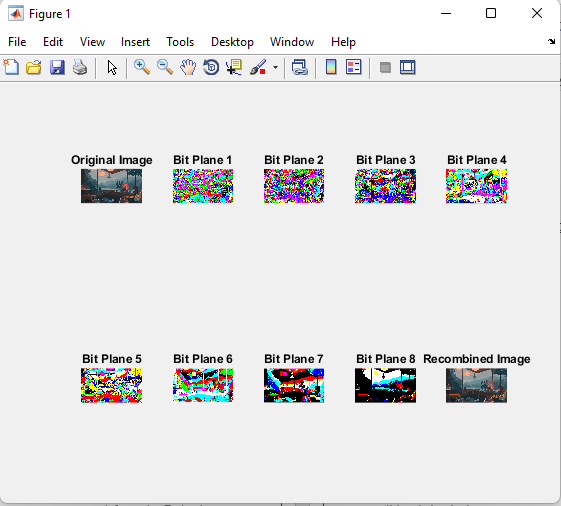 Figure 1
File Edit View Insert Tools Desktop Window Help
Original Image Bit Plane 1 Bit Plane 2 Bit Plane 3 Bit Plane 4
Bit Plane 5 Bit Plane 6 Bit Plane 7 Bit Plane 8 Recombined Image